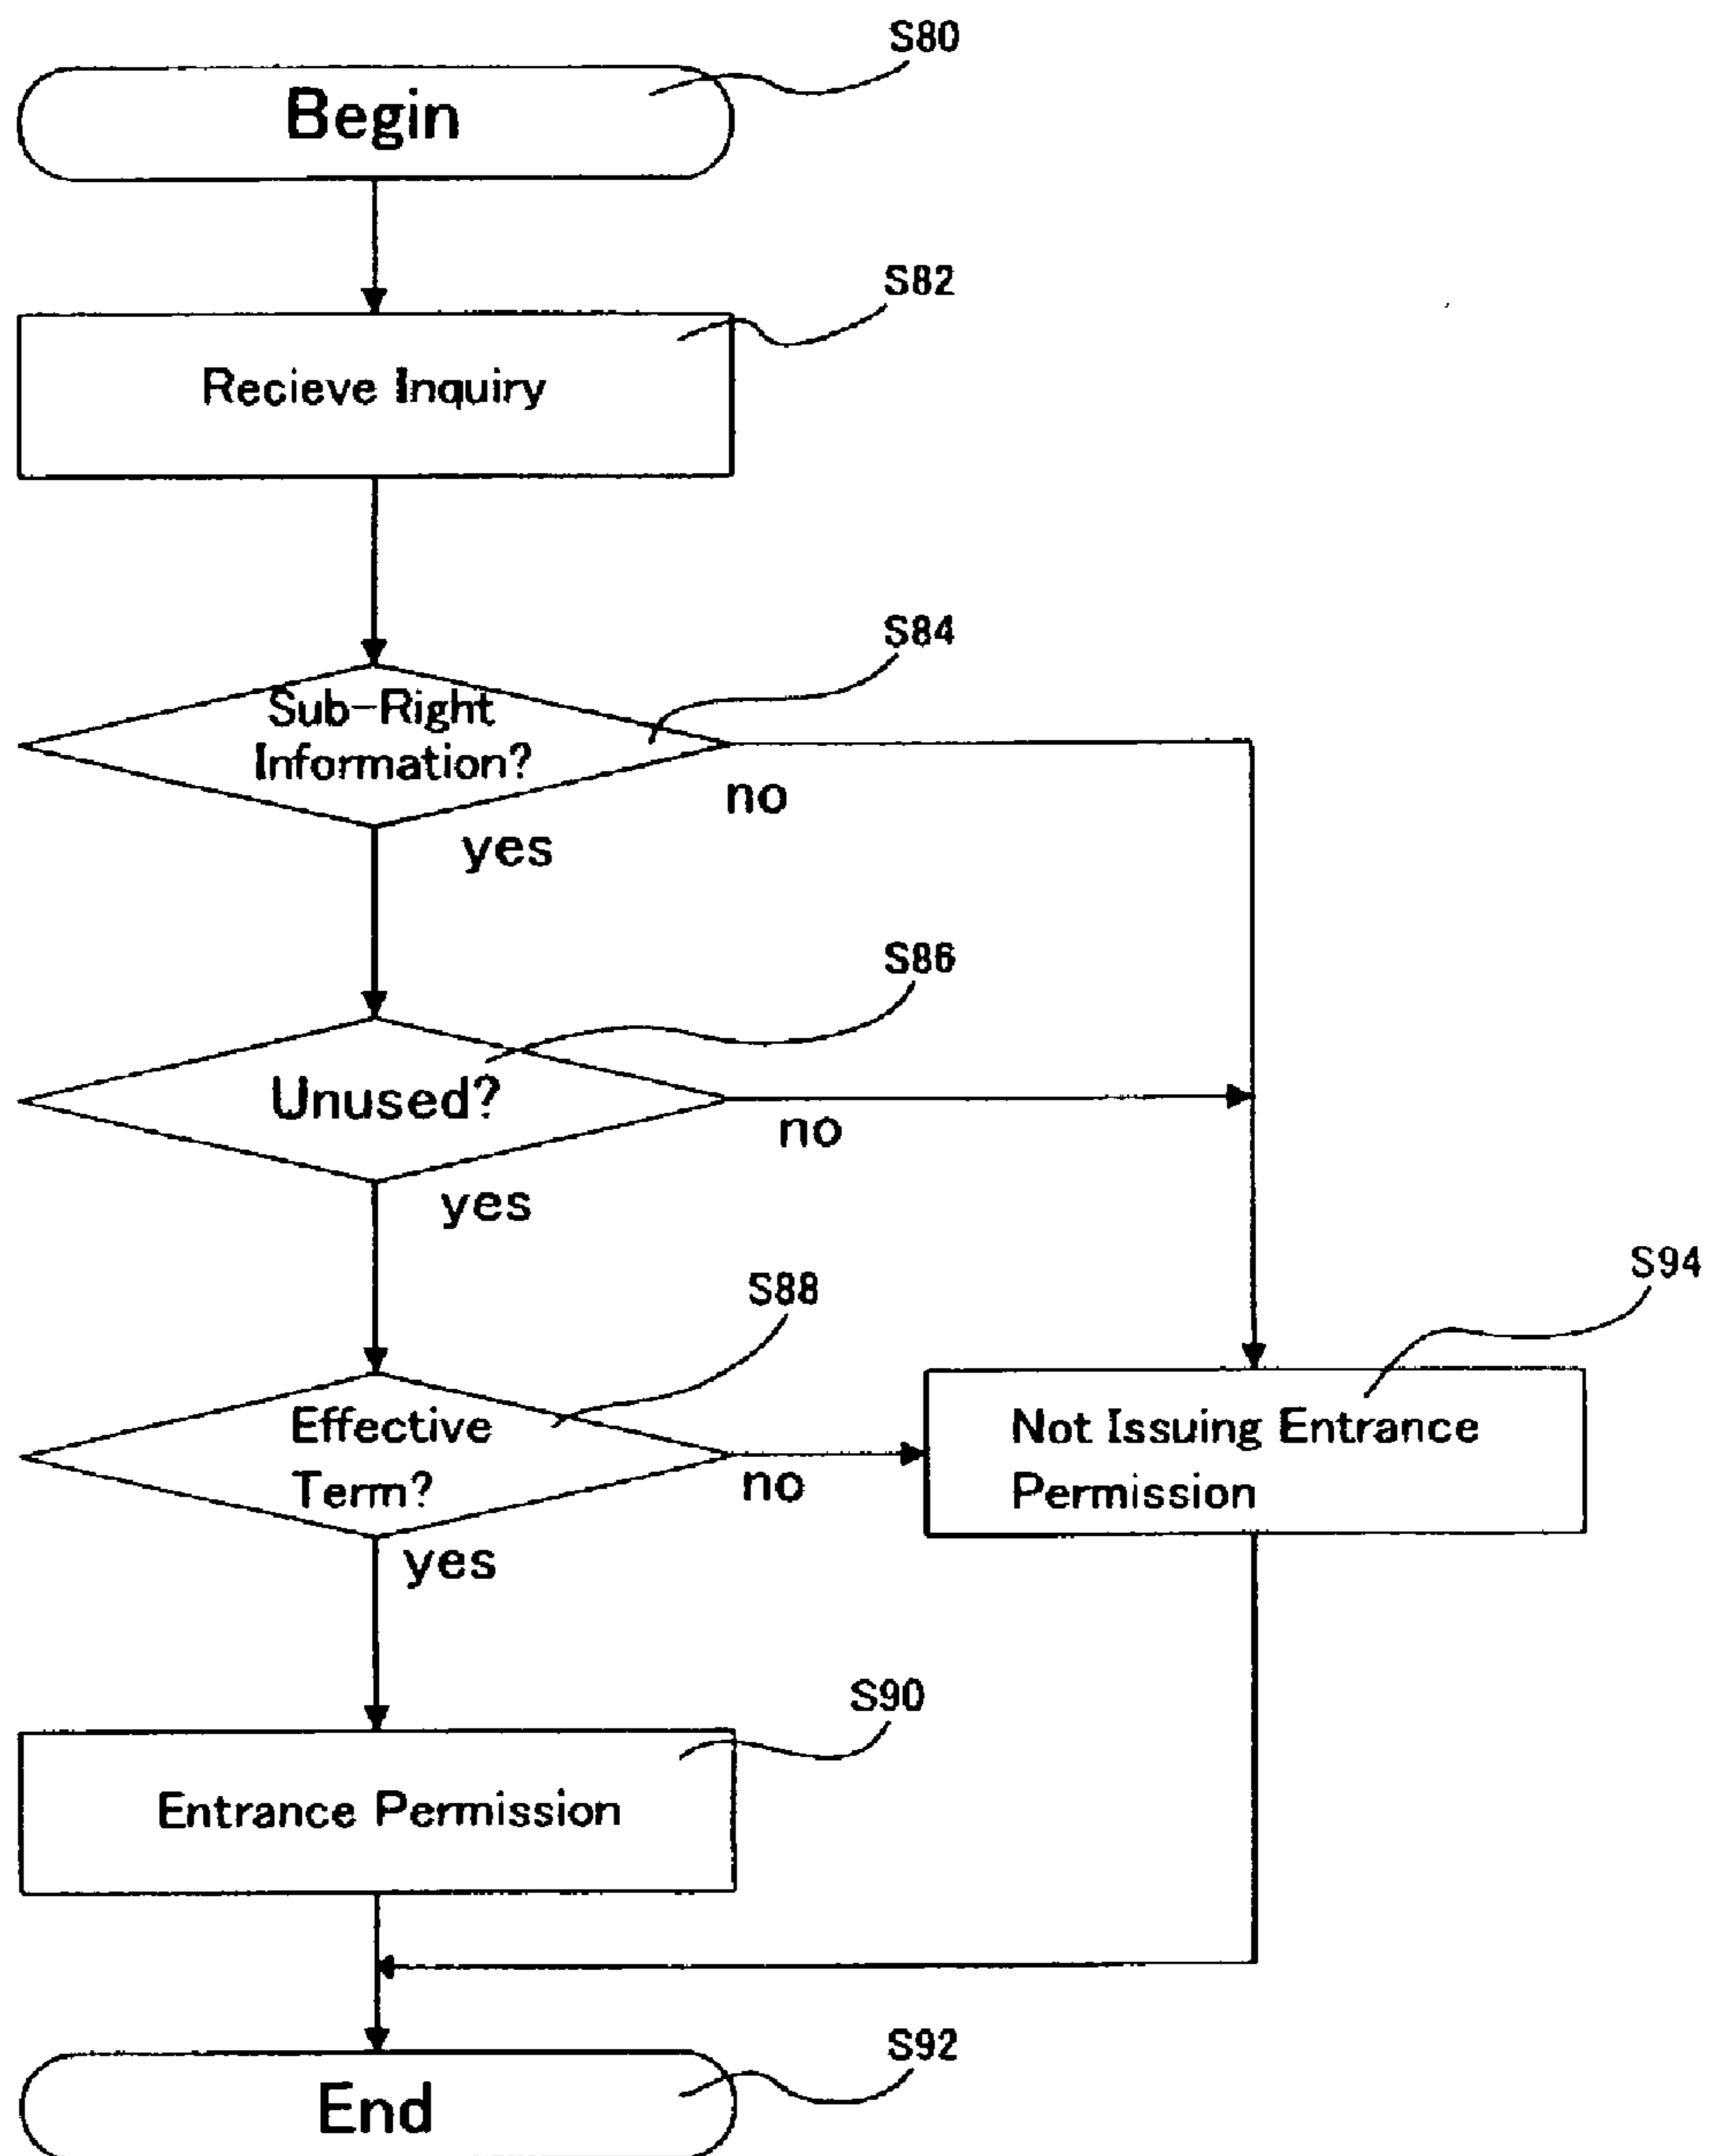 S80
Begin
S82
Recieve Inquiry
S84
Sub-Right
Information?
no
yes
S86
Unused?
no
yes
S88
S94
Effective
Term?
no
Not Issuing Entrance
Permission
yes
S90
Entrance Permission
S92
End